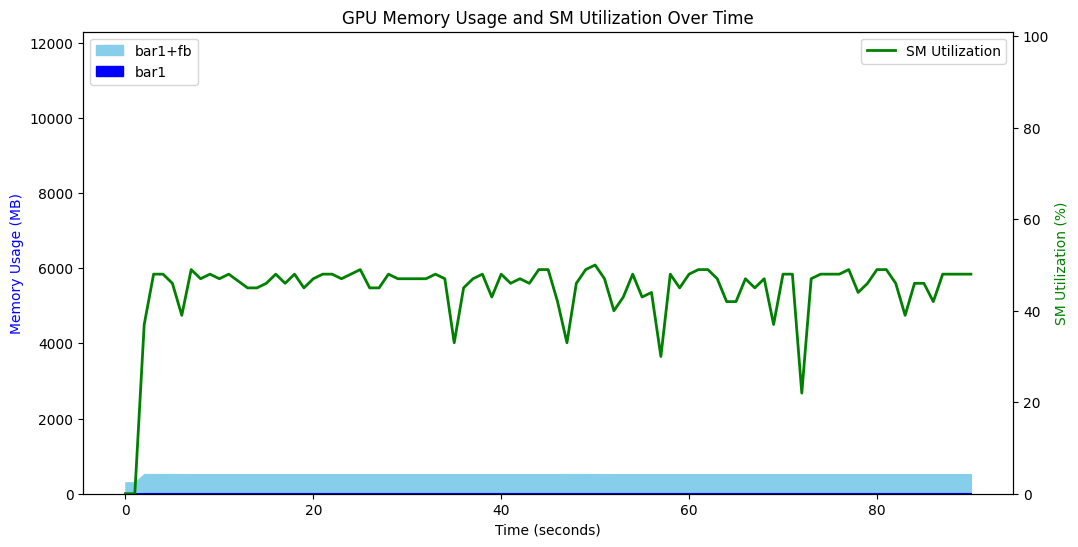 GPU Memory Usage and SM Utilization Over Time
bar1+fb
bar1
SM Utilization
Memory Usage (MB)
12000
10000
8000
6000
4000
2000
0
100
80
60
40
20
0
SM Utilization (%)
0 20 40 60 80
Time (seconds)